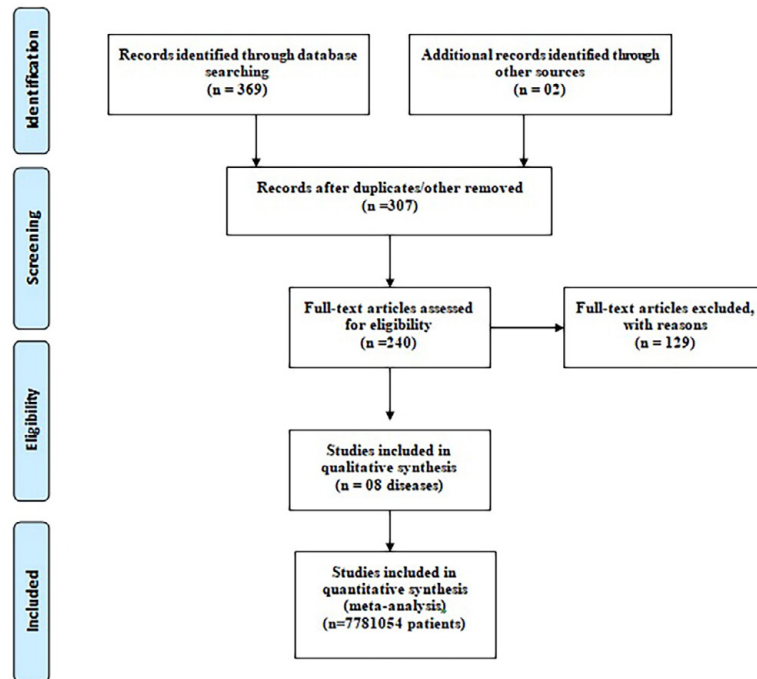 Identification
Records identified through database
searching
(n = 369)
Additional records identified through
other sources
(n = 02)
Screening
Records after duplicates/other removed
(n =307)
Full-text articles assessed
for eligibility
(n =240)
Full-text articles excluded,
with reasons
(n = 129)
Eligibility
Studies included in
qualitative synthesis
(n = 08 diseases)
Included
Studies included in
quantitative synthesis
(meta-analysis)
(n=7781054 patients)